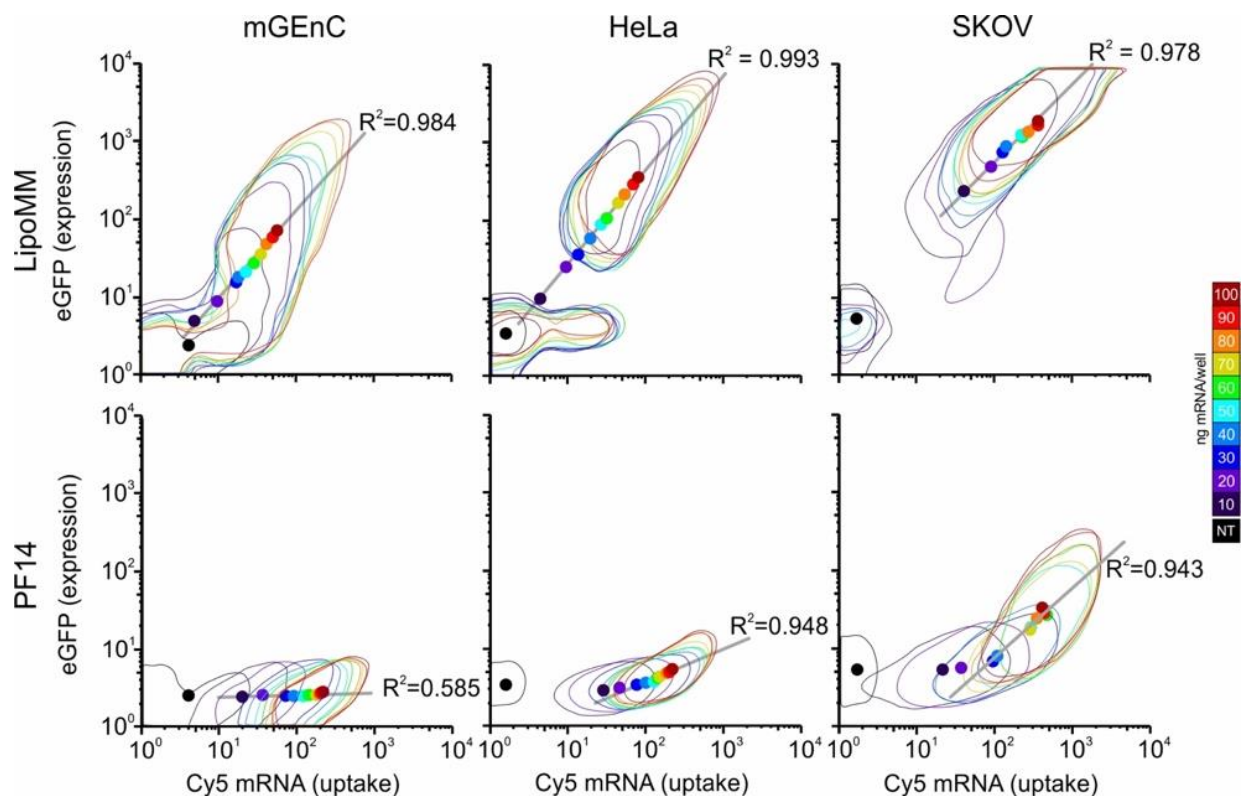 mGEnC HeLa SKOV
LipoMM
eGFP (expression)
10⁴
10³
10²
10¹
10⁰
R²=0.984
R² = 0.993
R² = 0.978
PF14
eGFP (expression)
10⁴
10³
10²
10¹
10⁰
R²=0.585
R²=0.948
R²=0.943
10⁰ 10¹ 10² 10³ 10⁴ 10⁰ 10¹ 10² 10³ 10⁴ 10⁰ 10¹ 10² 10³ 10⁴
Cy5 mRNA (uptake) Cy5 mRNA (uptake) Cy5 mRNA (uptake)
ng mRNA/well
100
90
80
70
60
50
40
30
20
10
NT